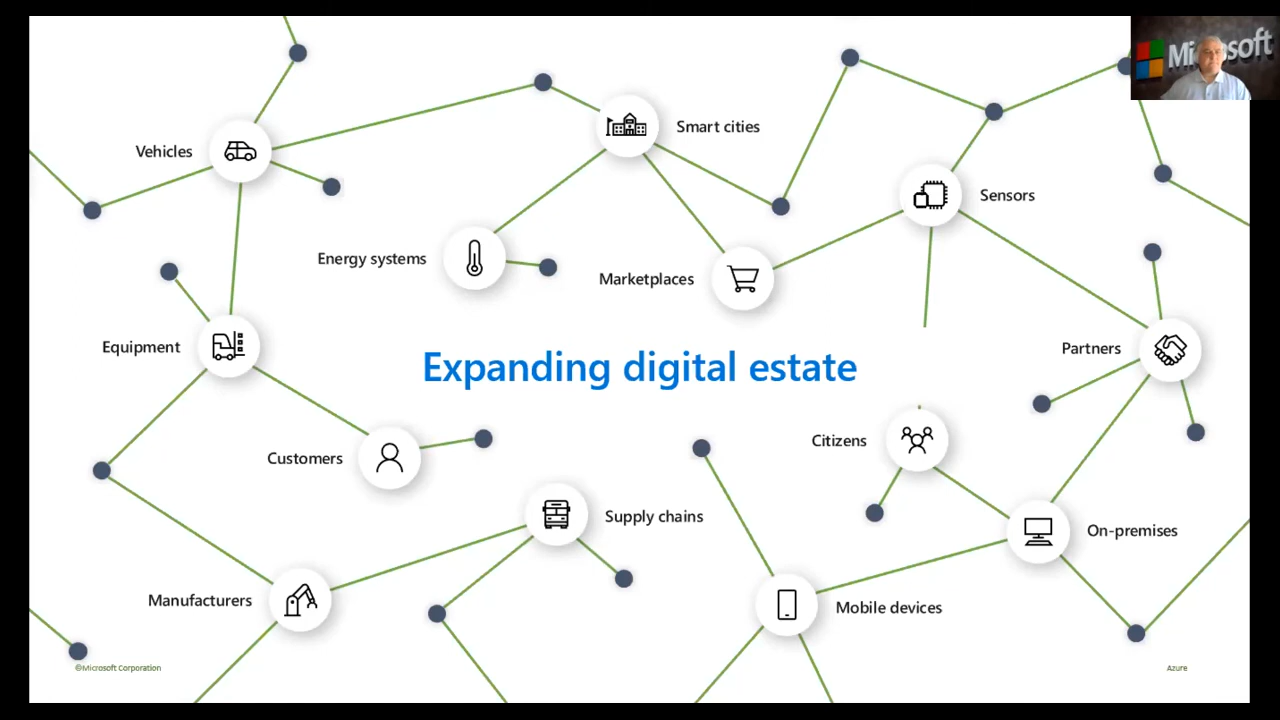 Microsoft
Smart cities
Vehicles
Sensors
Energy systems
Marketplaces
Equipment
Partners
Expanding digital estate
Citizens
Customers
Supply chains
On-premises
Manufacturers
Mobile devices
©Microsoft Corporation
Azure